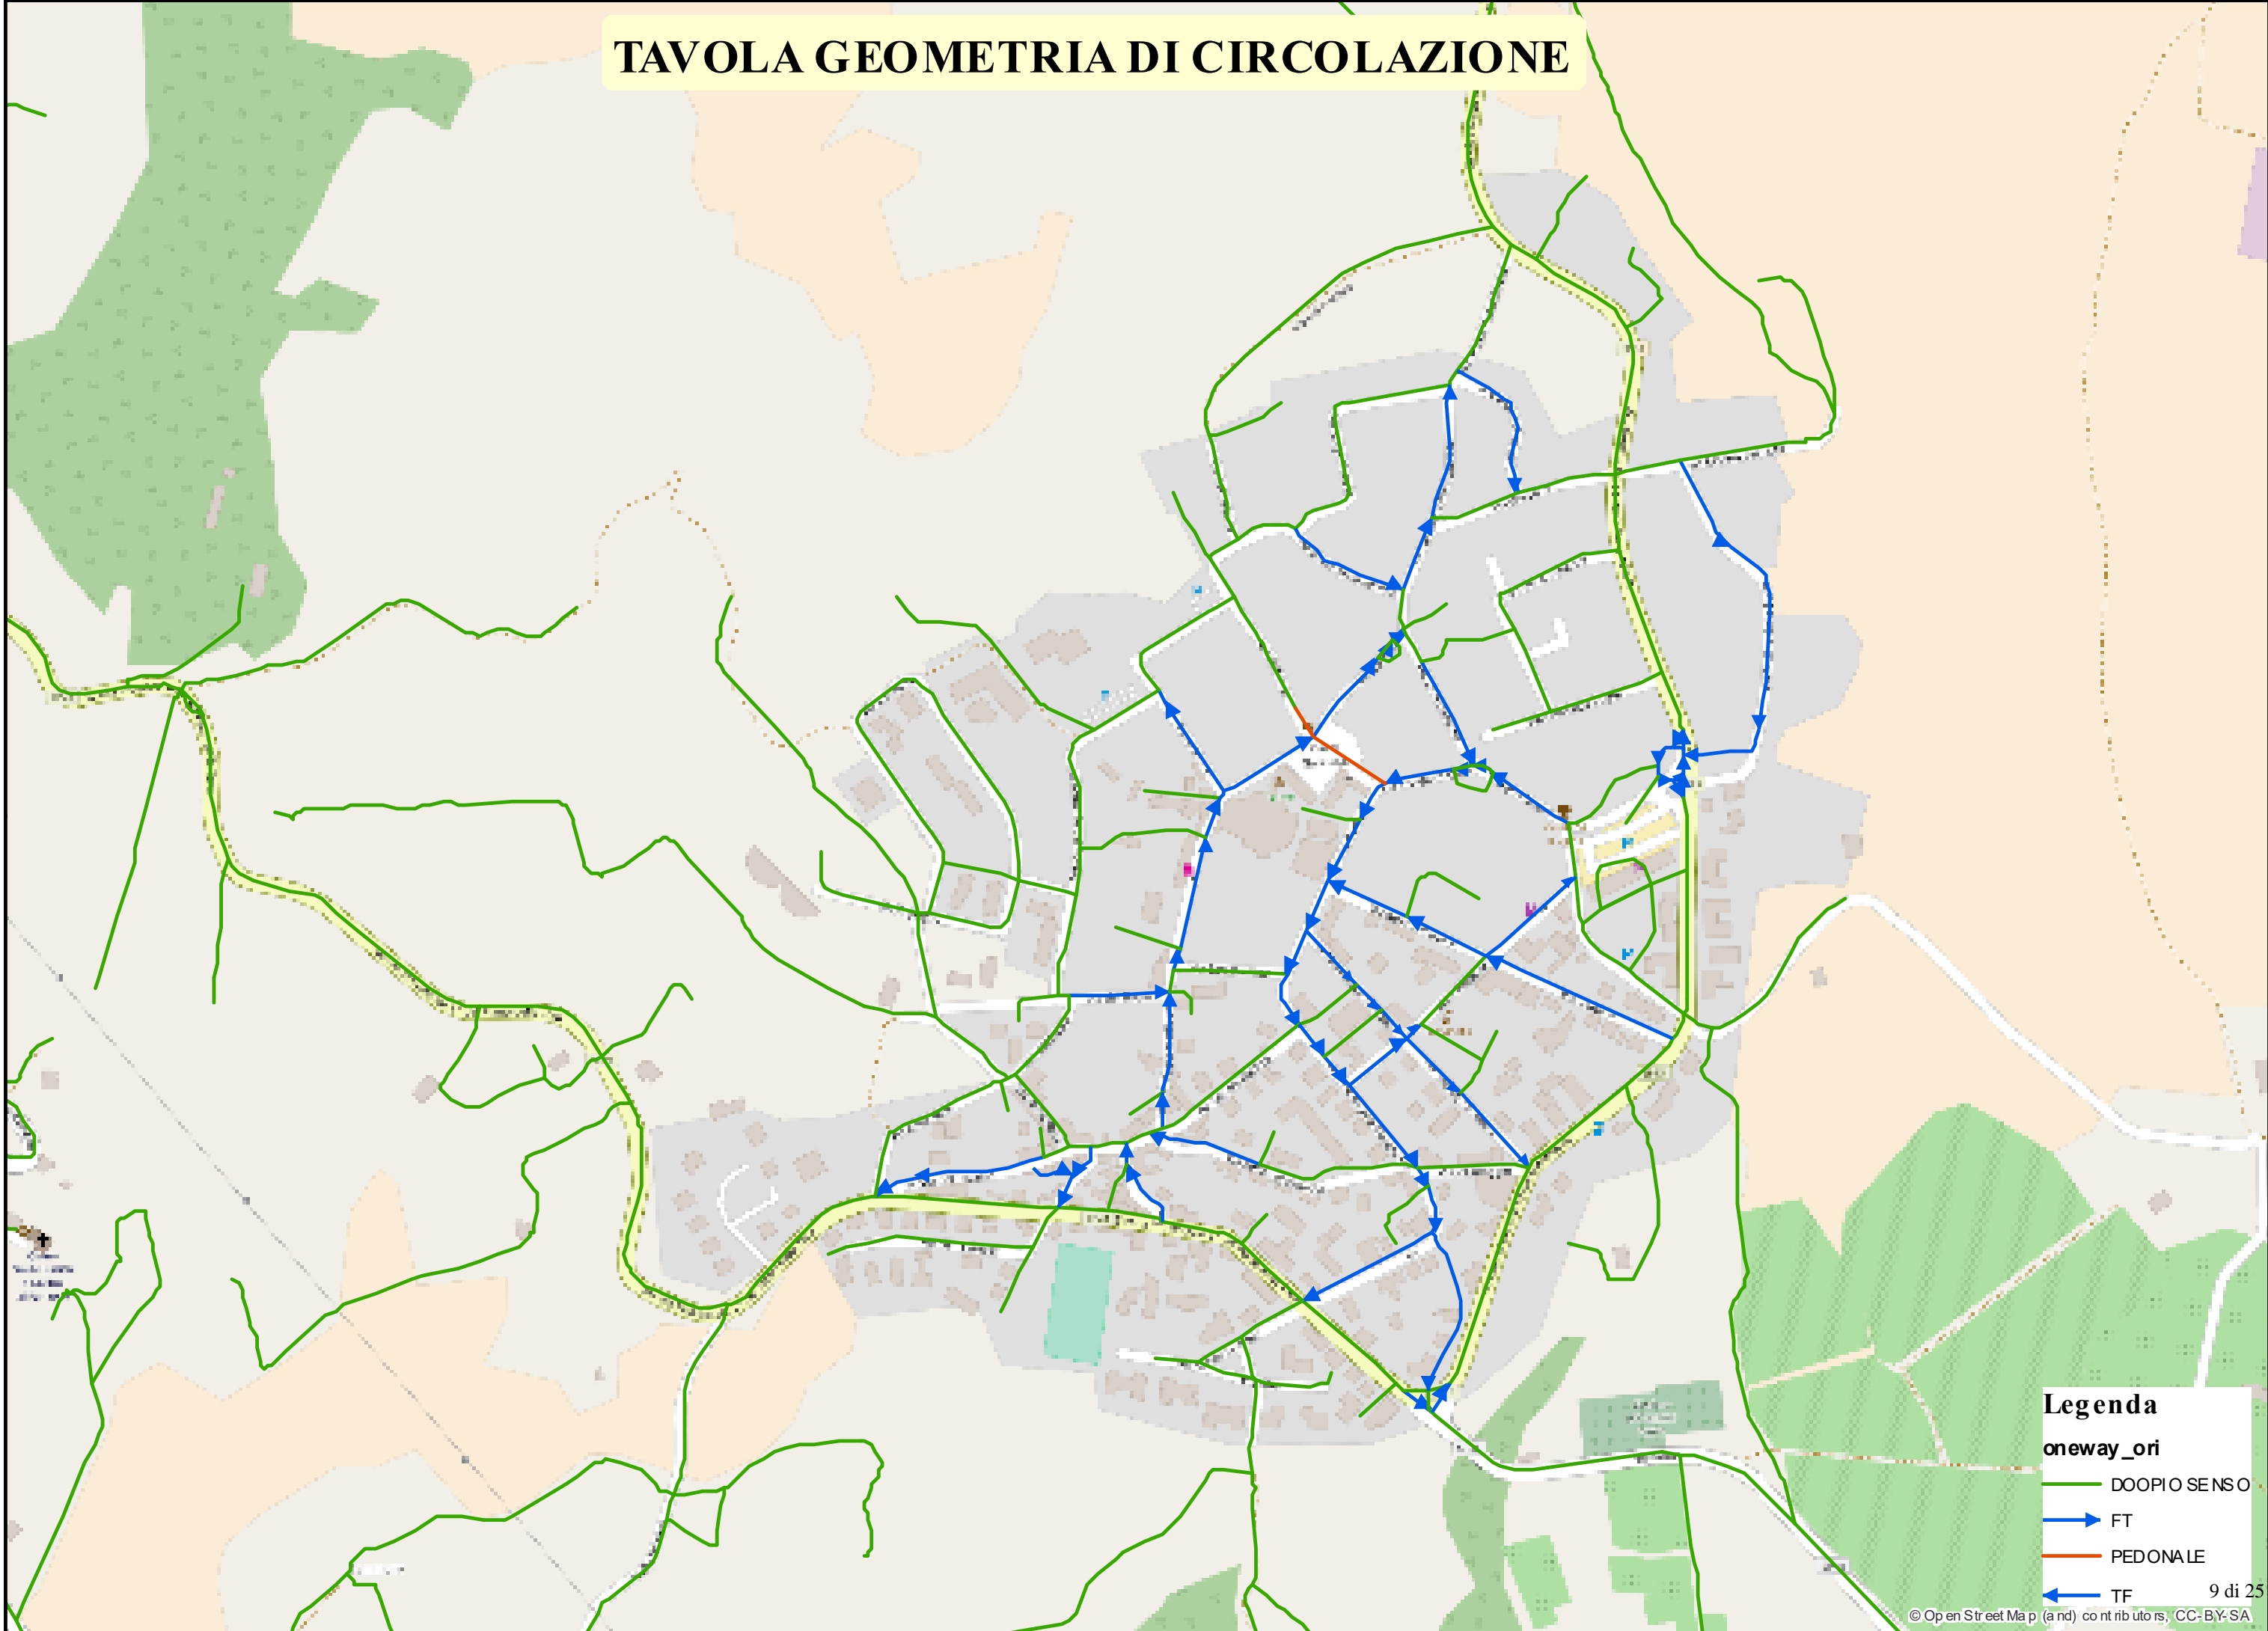 TAVOLA GEOMETRIA DI CIRCOLAZIONE
Legenda
oneway_ori
DOOPIO SENSO
FT
PEDONALE
TF
9 di 25
© OpenStreetMap (and) contributors, CC-BY-SA